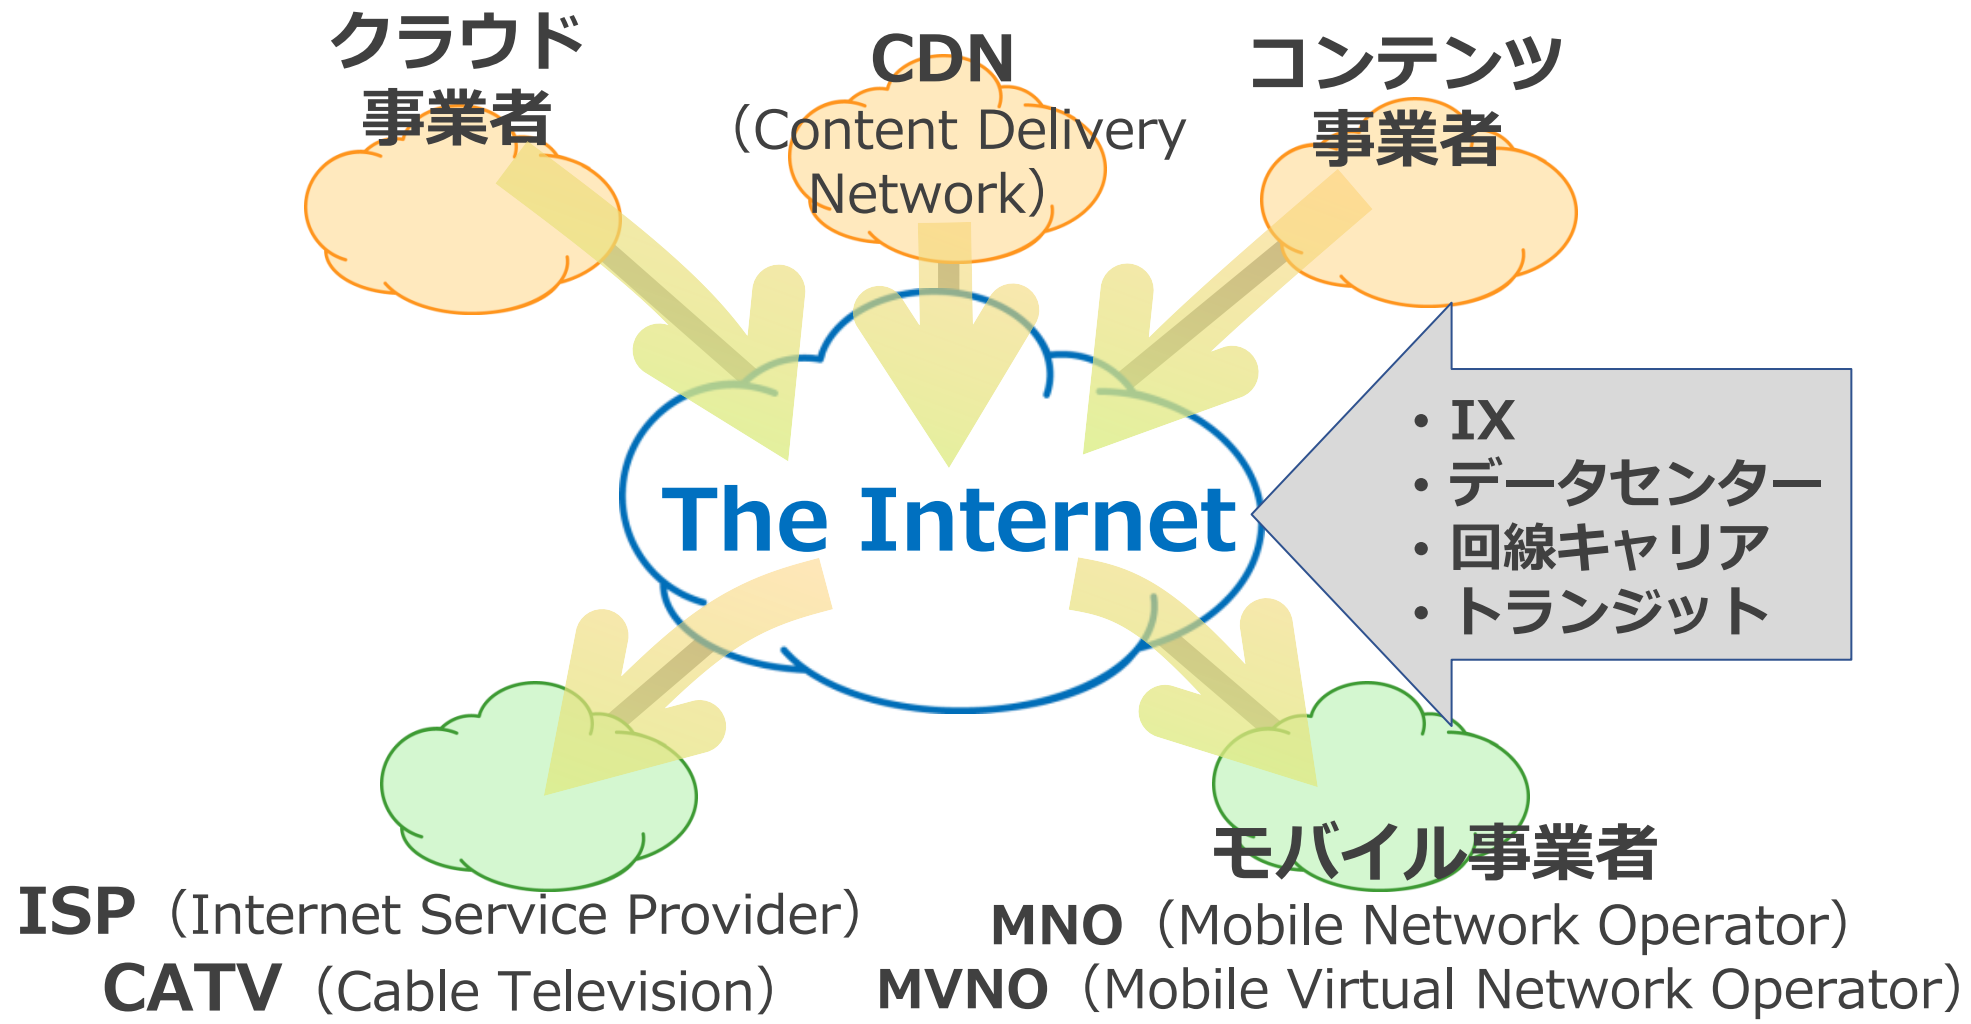 クラウド
事業者
CDN
（Content Delivery
Network）
コンテンツ
事業者
The Internet
・IX
・データセンター
・回線キャリア
・トランジット
ISP（Internet Service Provider）
CATV（Cable Television）
モバイル事業者
MNO（Mobile Network Operator）
MVNO（Mobile Virtual Network Operator）